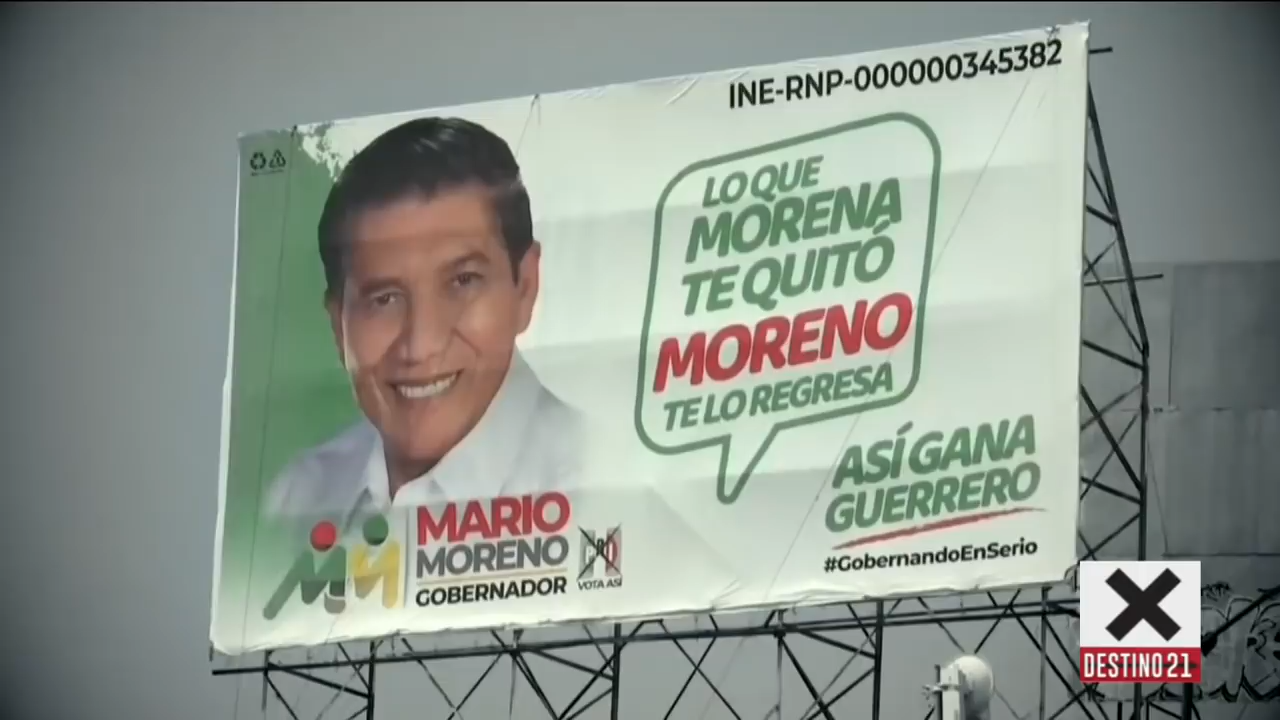 INE-RNP-000000345382
LO QUE
MORENA
TE QUITÓ
MORENO
TE LO REGRESA
ASÍ GANA
GUERRERO
#GobernandoEnSerio
MARIO
MORENO
GOBERNADOR
PRI
VOTA ASÍ
DESTINO21